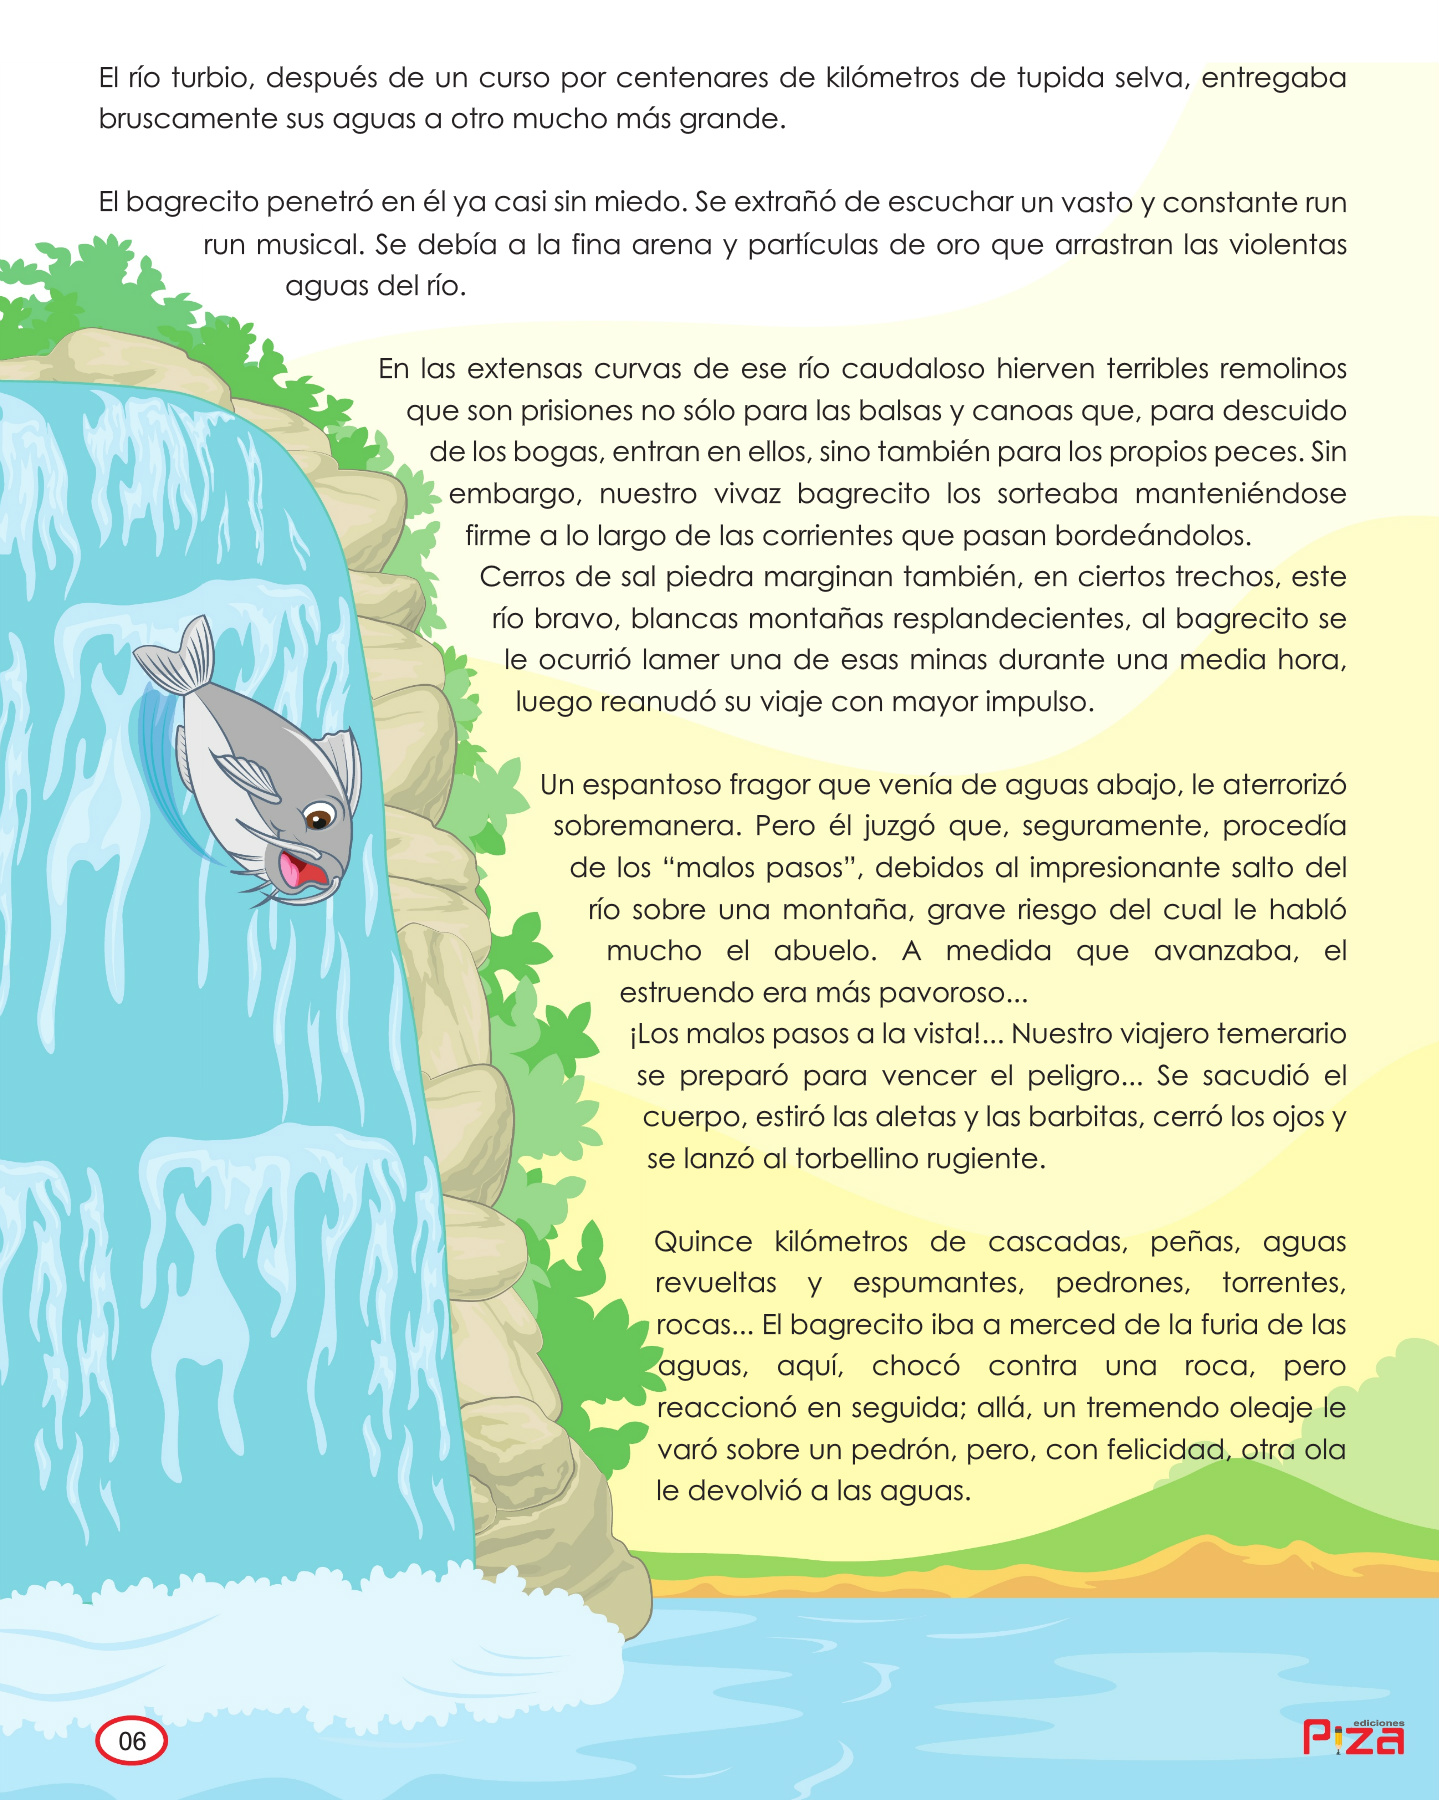 El río turbio, después de un curso por centenares de kilómetros de tupida selva, entregaba
bruscamente sus aguas a otro mucho más grande.
El bagrecito penetró en él ya casi sin miedo. Se extrañó de escuchar un vasto y constante run
run musical. Se debía a la fina arena y partículas de oro que arrastran las violentas
aguas del río.
En las extensas curvas de ese río caudaloso hierven terribles remolinos
que son prisiones no sólo para las balsas y canoas que, para descuido
de los bogas, entran en ellos, sino también para los propios peces. Sin
embargo, nuestro vivaz bagrecito los sorteaba manteniéndose
firme a lo largo de las corrientes que pasan bordeándolos.
Cerros de sal piedra marginan también, en ciertos trechos, este
río bravo, blancas montañas resplandecientes, al bagrecito se
le ocurrió lamer una de esas minas durante una media hora,
luego reanudó su viaje con mayor impulso.
Un espantoso fragor que venía de aguas abajo, le aterrorizó
sobremanera. Pero él juzgó que, seguramente, procedía
de los “malos pasos”, debidos al impresionante salto del
río sobre una montaña, grave riesgo del cual le habló
mucho el abuelo. A medida que avanzaba, el
estruendo era más pavoroso...
¡Los malos pasos a la vista!... Nuestro viajero temerario
se preparó para vencer el peligro... Se sacudió el
cuerpo, estiró las aletas y las barbitas, cerró los ojos y
se lanzó al torbellino rugiente.
Quince kilómetros de cascadas, peñas, aguas
revueltas y espumantes, pedrones, torrentes,
rocas... El bagrecito iba a merced de la furia de las
aguas, aquí, chocó contra una roca, pero
reaccionó en seguida; allá, un tremendo oleaje le
varó sobre un pedrón, pero, con felicidad, otra ola
le devolvió a las aguas.
06
ediciones
Piza